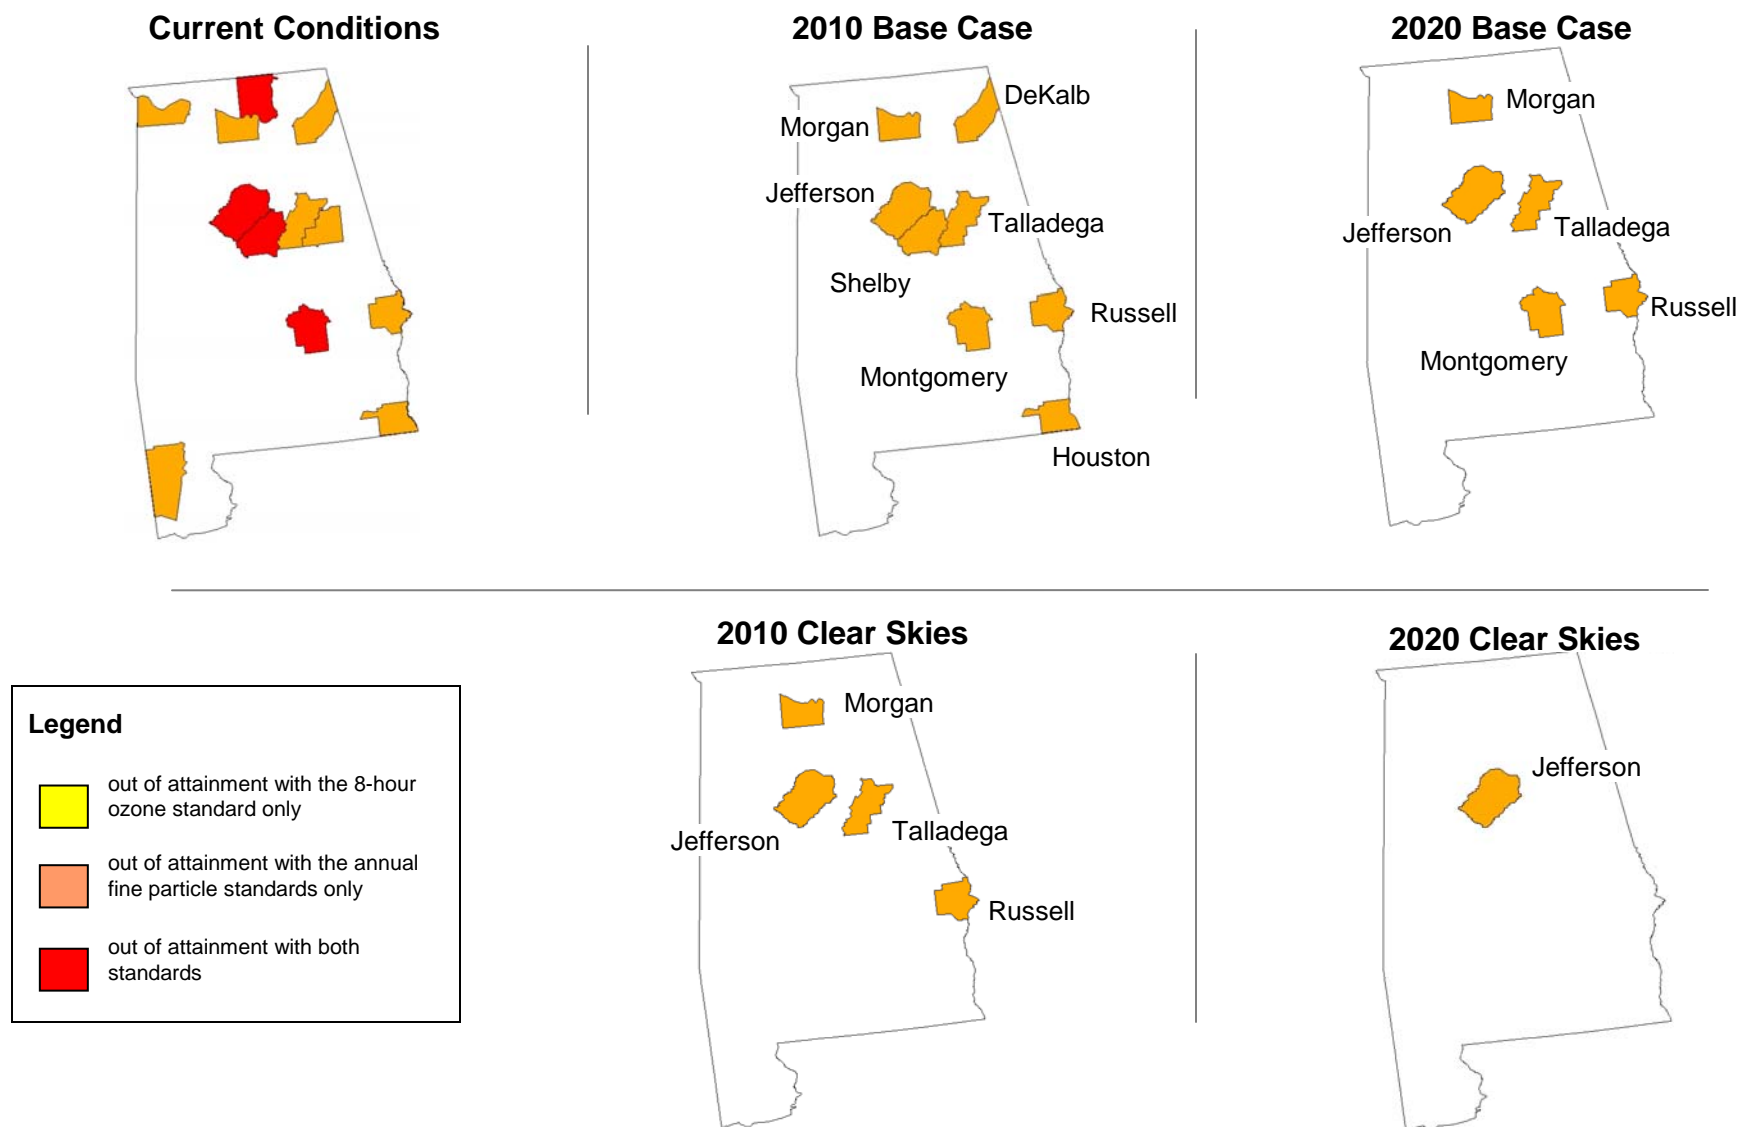 Current Conditions
2010 Base Case
2020 Base Case
DeKalb
Morgan
Jefferson
Talladega
Shelby
Russell
Montgomery
Houston
Morgan
Jefferson
Talladega
Russell
Montgomery
2010 Clear Skies
2020 Clear Skies
Morgan
Jefferson
Talladega
Russell
Jefferson
Legend
out of attainment with the 8-hour
ozone standard only
out of attainment with the annual
fine particle standards only
out of attainment with both
standards